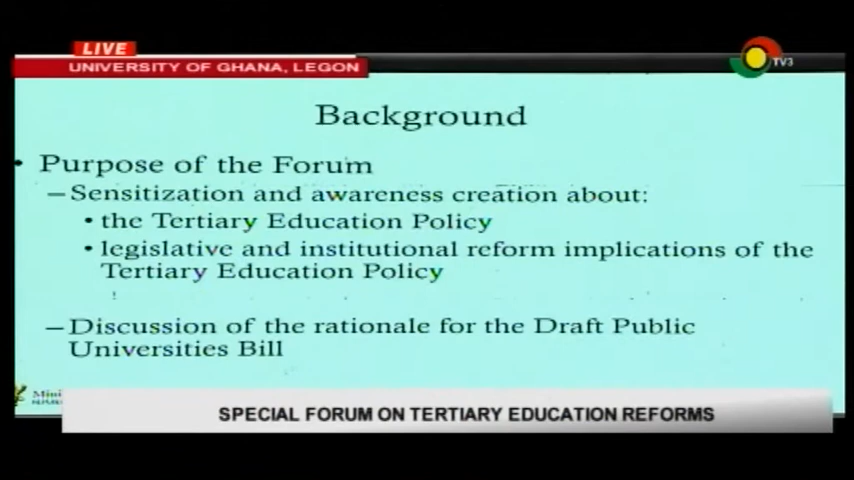 LIVE
UNIVERSITY OF GHANA, LEGON
TV3
Background
• Purpose of the Forum
– Sensitization and awareness creation about:
• the Tertiary Education Policy
• legislative and institutional reform implications of the
Tertiary Education Policy
– Discussion of the rationale for the Draft Public
Universities Bill
SPECIAL FORUM ON TERTIARY EDUCATION REFORMS